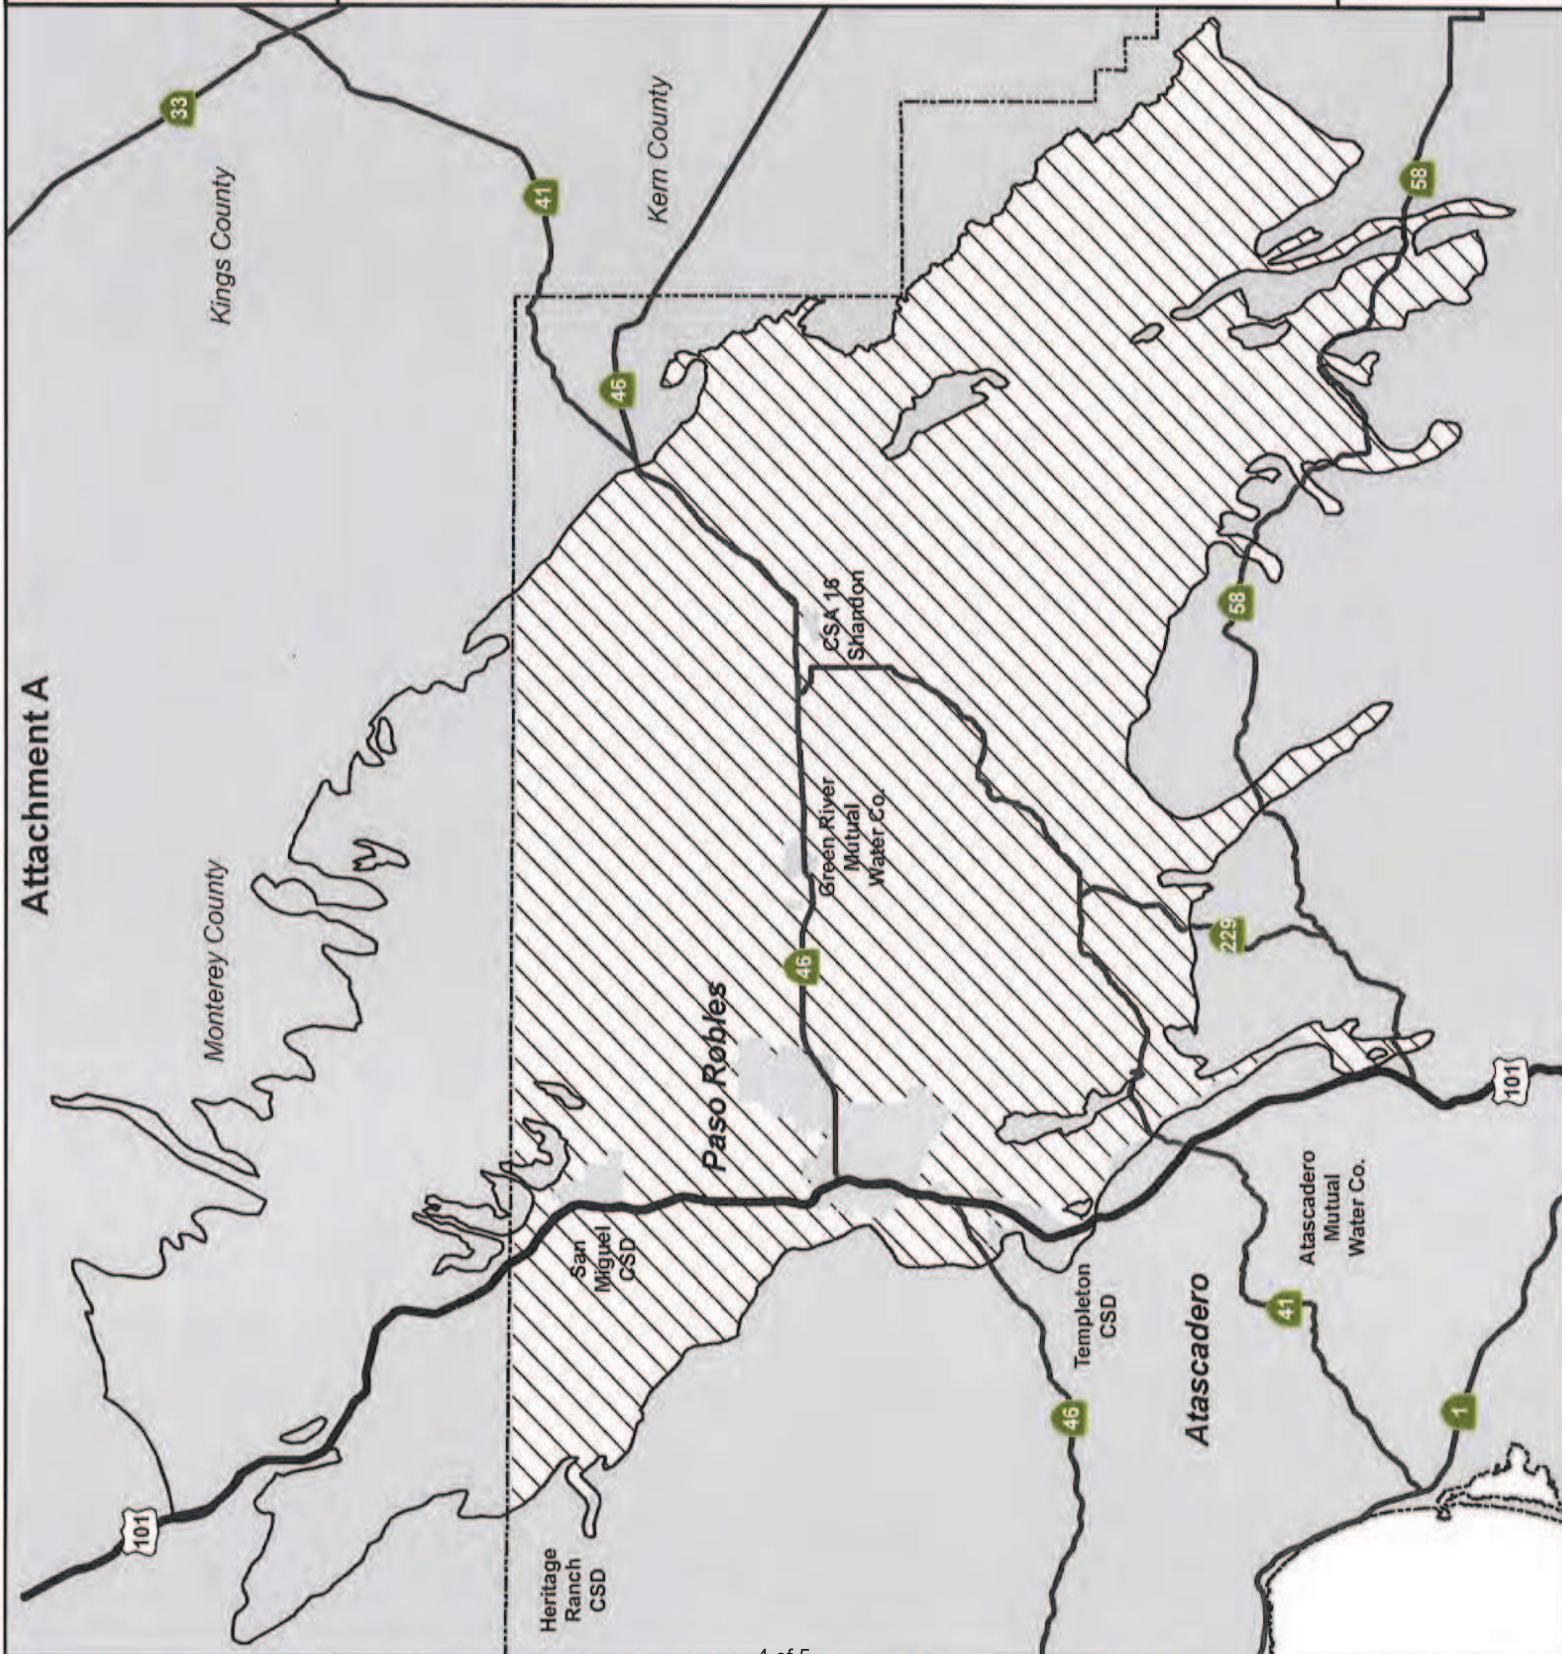 Attachment A
Monterey County
Kings County
Kern County
33
41
46
101
Heritage
Ranch
CSD
San
Miguel
CSD
Paso Robles
46
Green River
Mutual
Water Co.
CSA 16
Shandon
58
58
229
Templeton
CSD
46
Atascadero
Atascadero
Mutual
Water Co.
41
1
101